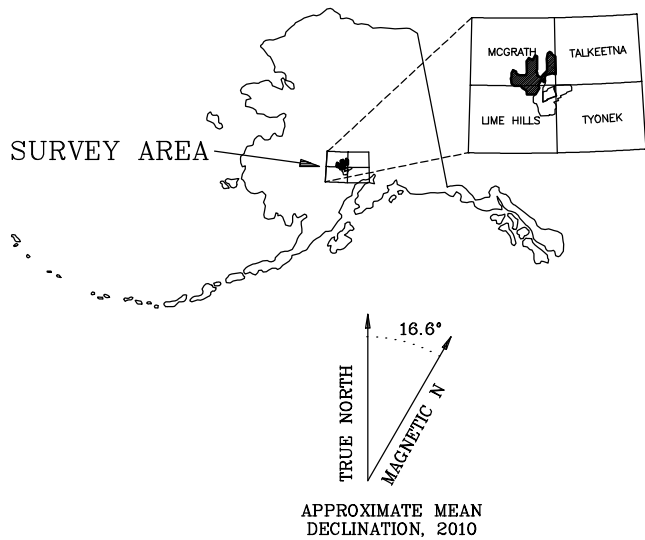 MCGRATH
TALKEETNA
LIME HILLS
TYONEK
SURVEY AREA
16.6°
TRUE NORTH
MAGNETIC N
APPROXIMATE MEAN
DECLINATION, 2010